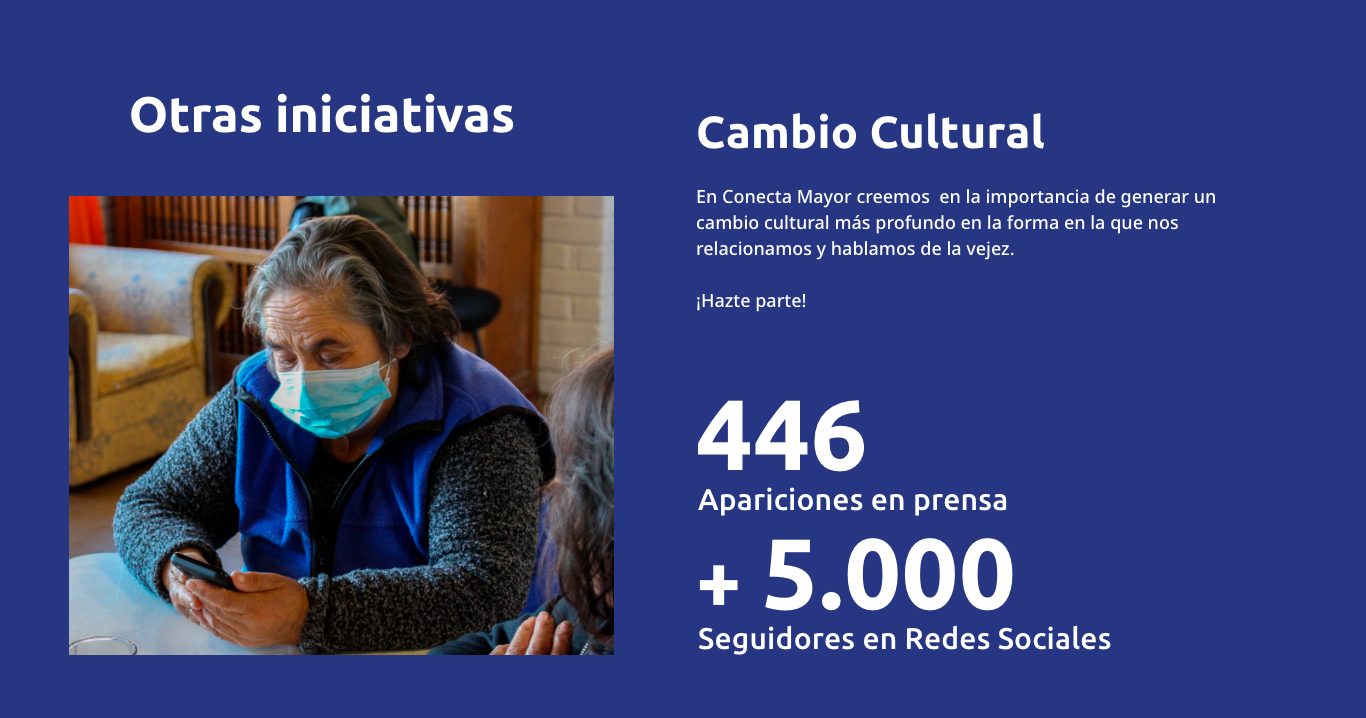 Otras iniciativas
Cambio Cultural
En Conecta Mayor creemos  en la importancia de generar un
cambio cultural más profundo en la forma en la que nos
relacionamos y hablamos de la vejez.
¡Hazte parte!
446
Apariciones en prensa
+ 5.000
Seguidores en Redes Sociales